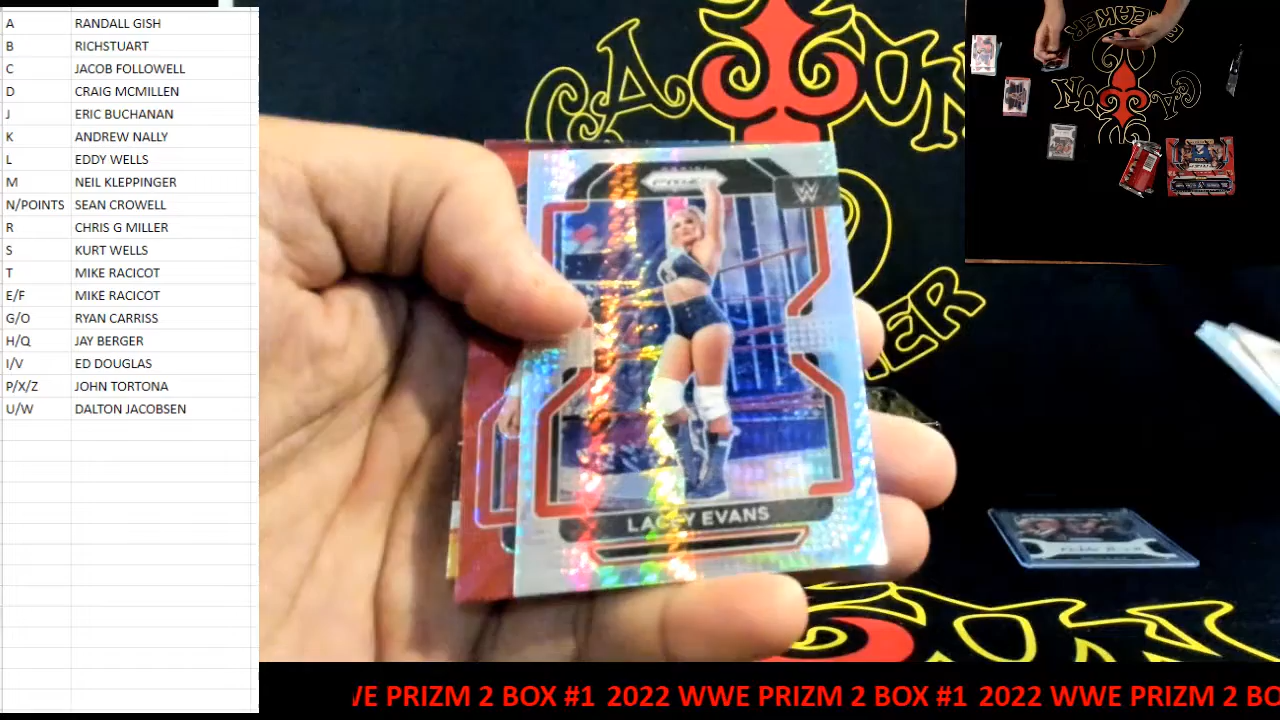 A RANDALL GISH
B RICHSTUART
C JACOB FOLLOWELL
D CRAIG MCMILLEN
J ERIC BUCHANAN
K ANDREW NALLY
L EDDY WELLS
M NEIL KLEPPINGER
N/POINTS SEAN CROWELL
R CHRIS G MILLER
S KURT WELLS
T MIKE RACICOT
E/F MIKE RACICOT
G/O RYAN CARRISS
H/Q JAY BERGER
I/V ED DOUGLAS
P/X/Z JOHN TORTONA
U/W DALTON JACOBSEN
PRIZM
W
LACEY EVANS
WE PRIZM 2 BOX #1 2022 WWE PRIZM 2 BOX #1 2022 WWE PRIZM 2 BO